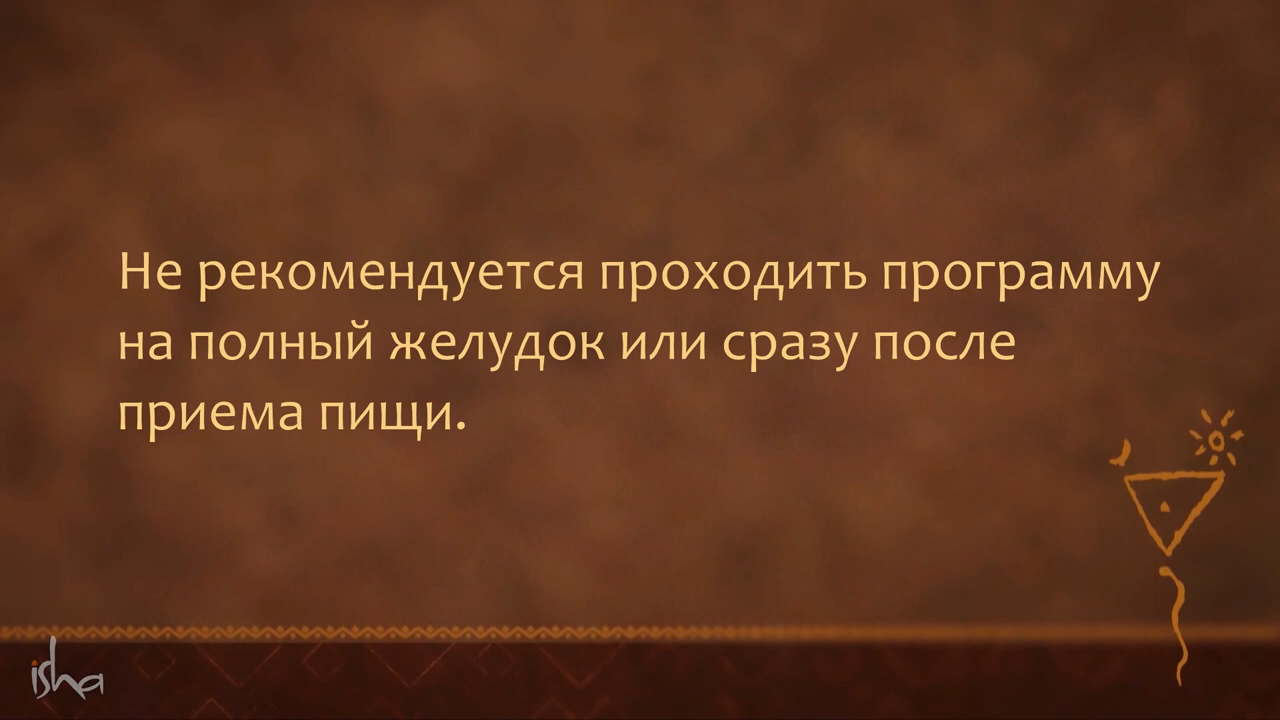 Не рекомендуется проходить программу
на полный желудок или сразу после
приема пищи.
isha